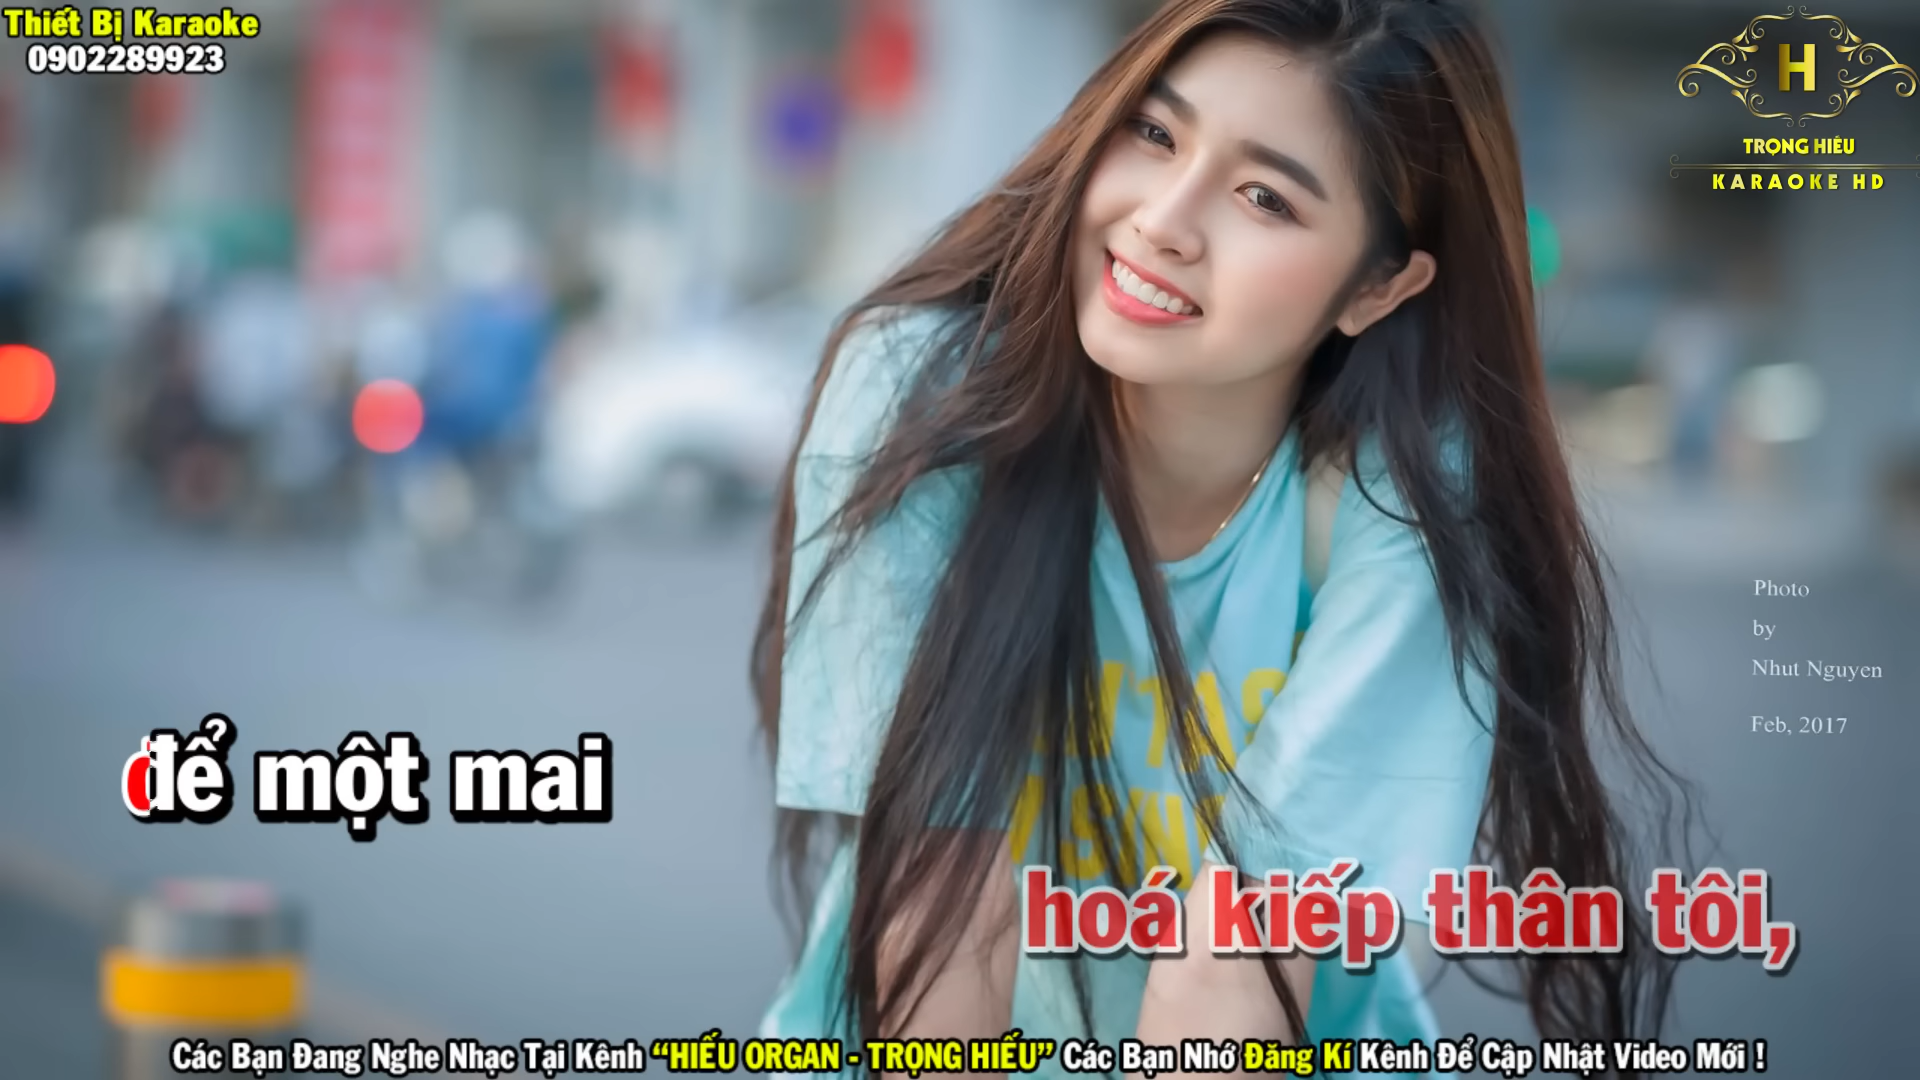 Thiết Bị Karaoke
0902289923
H
TRỌNG HIẾU
KARAOKE HD
Photo
by
Nhut Nguyen
Feb, 2017
để một mai
hoá kiếp thân tôi,
Các Bạn Đang Nghe Nhạc Tại Kênh “HIẾU ORGAN - TRỌNG HIẾU” Các Bạn Nhớ Đăng Kí Kênh Để Cập Nhật Video Mới !